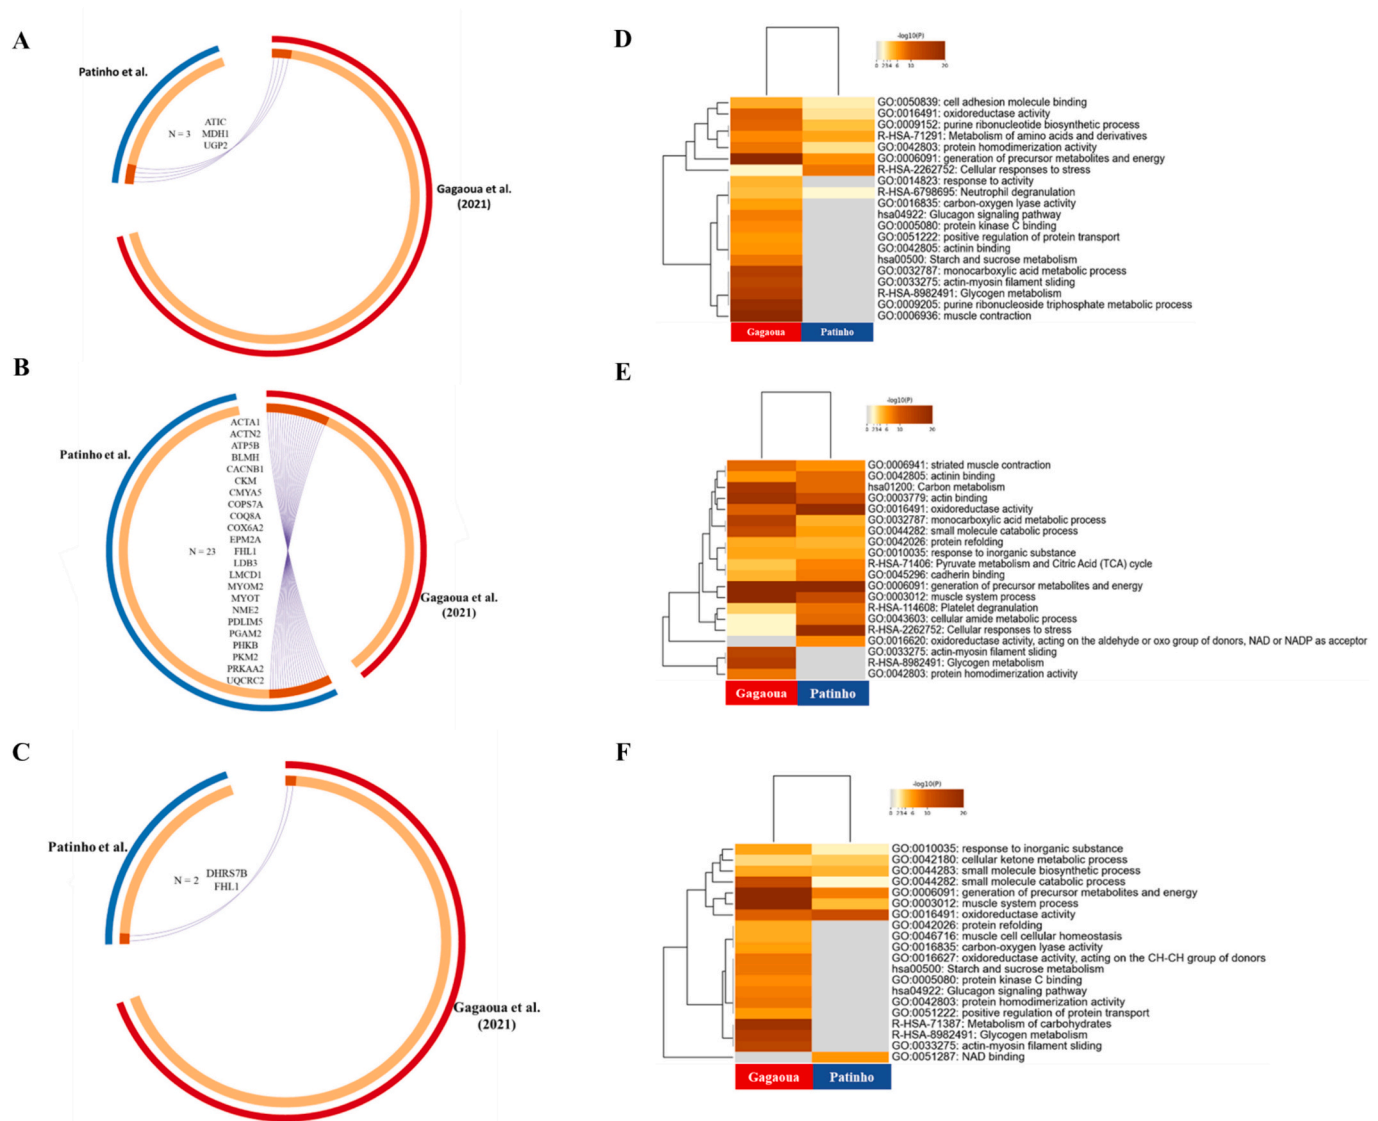 A
Patinho et al.
N = 3
ATIC
MDH1
UGP2
Gagaoua et al.
(2021)
B
Patinho et al.
N = 23
ACTA1
ACTN2
ATP5B
BLMH
CACNB1
CKM
CMYA5
COPS7A
COQ8A
COX6A2
EPM2A
FHL1
LDB3
LMCD1
MYOM2
MYOT
NME2
PDLIM5
PGAM2
PHKB
PKM2
PRKAA2
UQCRC2
Gagaoua et al.
(2021)
C
Patinho et al.
N = 2
DHRS7B
FHL1
Gagaoua et al.
(2021)
D
-log10(P)
0 2 3 4 6 10 20
GO:0050839: cell adhesion molecule binding
GO:0016491: oxidoreductase activity
GO:0009152: purine ribonucleotide biosynthetic process
R-HSA-71291: Metabolism of amino acids and derivatives
GO:0042803: protein homodimerization activity
GO:0006091: generation of precursor metabolites and energy
R-HSA-2262752: Cellular responses to stress
GO:0014823: response to activity
R-HSA-6798695: Neutrophil degranulation
GO:0016835: carbon-oxygen lyase activity
hsa04922: Glucagon signaling pathway
GO:0005080: protein kinase C binding
GO:0051222: positive regulation of protein transport
GO:0042805: actinin binding
hsa00500: Starch and sucrose metabolism
GO:0032787: monocarboxylic acid metabolic process
GO:0033275: actin-myosin filament sliding
R-HSA-8982491: Glycogen metabolism
GO:0009205: purine ribonucleoside triphosphate metabolic process
GO:0006936: muscle contraction
Gagaoua Patinho
E
-log10(P)
0 2 3 4 6 10 20
GO:0006941: striated muscle contraction
GO:0042805: actinin binding
hsa01200: Carbon metabolism
GO:0003779: actin binding
GO:0016491: oxidoreductase activity
GO:0032787: monocarboxylic acid metabolic process
GO:0044282: small molecule catabolic process
GO:0042026: protein refolding
GO:0010035: response to inorganic substance
R-HSA-71406: Pyruvate metabolism and Citric Acid (TCA) cycle
GO:0045296: cadherin binding
GO:0006091: generation of precursor metabolites and energy
GO:0003012: muscle system process
R-HSA-114608: Platelet degranulation
GO:0043603: cellular amide metabolic process
R-HSA-2262752: Cellular responses to stress
GO:0016620: oxidoreductase activity, acting on the aldehyde or oxo group of donors, NAD or NADP as acceptor
GO:0033275: actin-myosin filament sliding
R-HSA-8982491: Glycogen metabolism
GO:0042803: protein homodimerization activity
Gagaoua Patinho
F
-log10(P)
0 2 3 4 6 10 20
GO:0010035: response to inorganic substance
GO:0042180: cellular ketone metabolic process
GO:0044283: small molecule biosynthetic process
GO:0044282: small molecule catabolic process
GO:0006091: generation of precursor metabolites and energy
GO:0003012: muscle system process
GO:0016491: oxidoreductase activity
GO:0042026: protein refolding
GO:0046716: muscle cell cellular homeostasis
GO:0016835: carbon-oxygen lyase activity
GO:0016627: oxidoreductase activity, acting on the CH-CH group of donors
hsa00500: Starch and sucrose metabolism
GO:0005080: protein kinase C binding
hsa04922: Glucagon signaling pathway
GO:0042803: protein homodimerization activity
GO:0051222: positive regulation of protein transport
R-HSA-71387: Metabolism of carbohydrates
R-HSA-8982491: Glycogen metabolism
GO:0033275: actin-myosin filament sliding
GO:0051287: NAD binding
Gagaoua Patinho